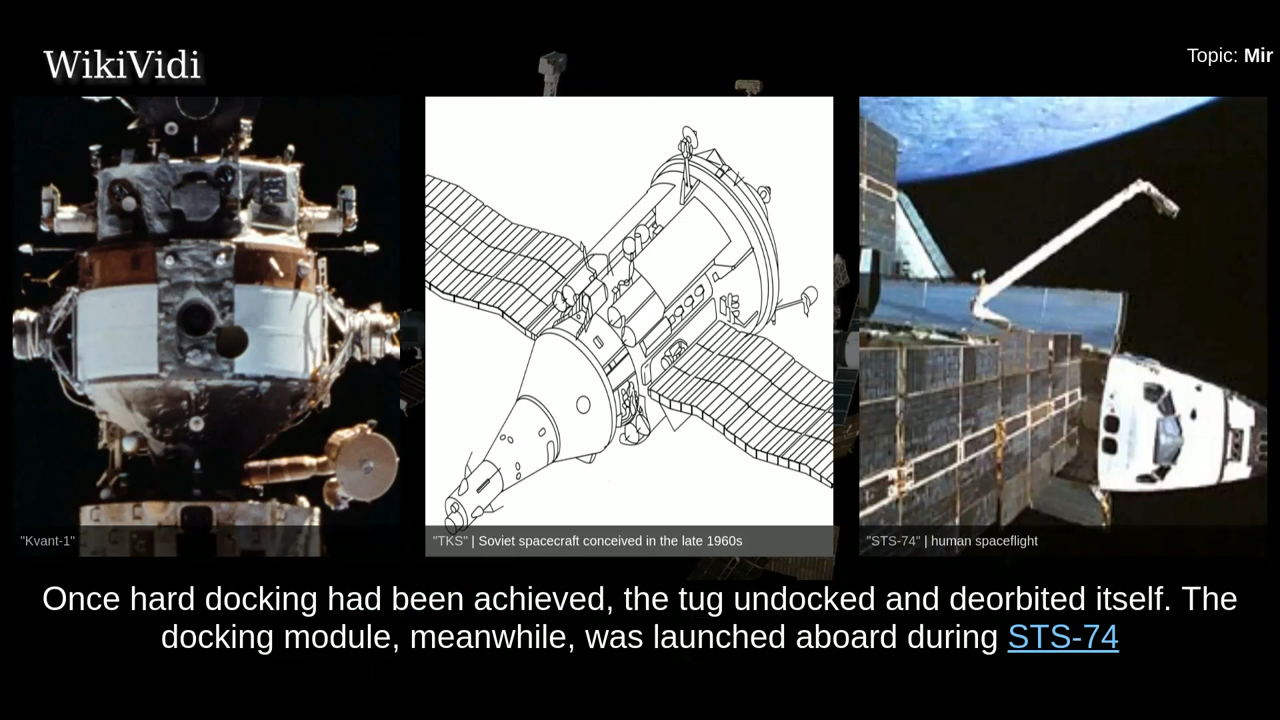 WikiVidi
Topic: Mir
"Kvant-1"
"TKS" | Soviet spacecraft conceived in the late 1960s
"STS-74" | human spaceflight
Once hard docking had been achieved, the tug undocked and deorbited itself. The
docking module, meanwhile, was launched aboard during STS-74